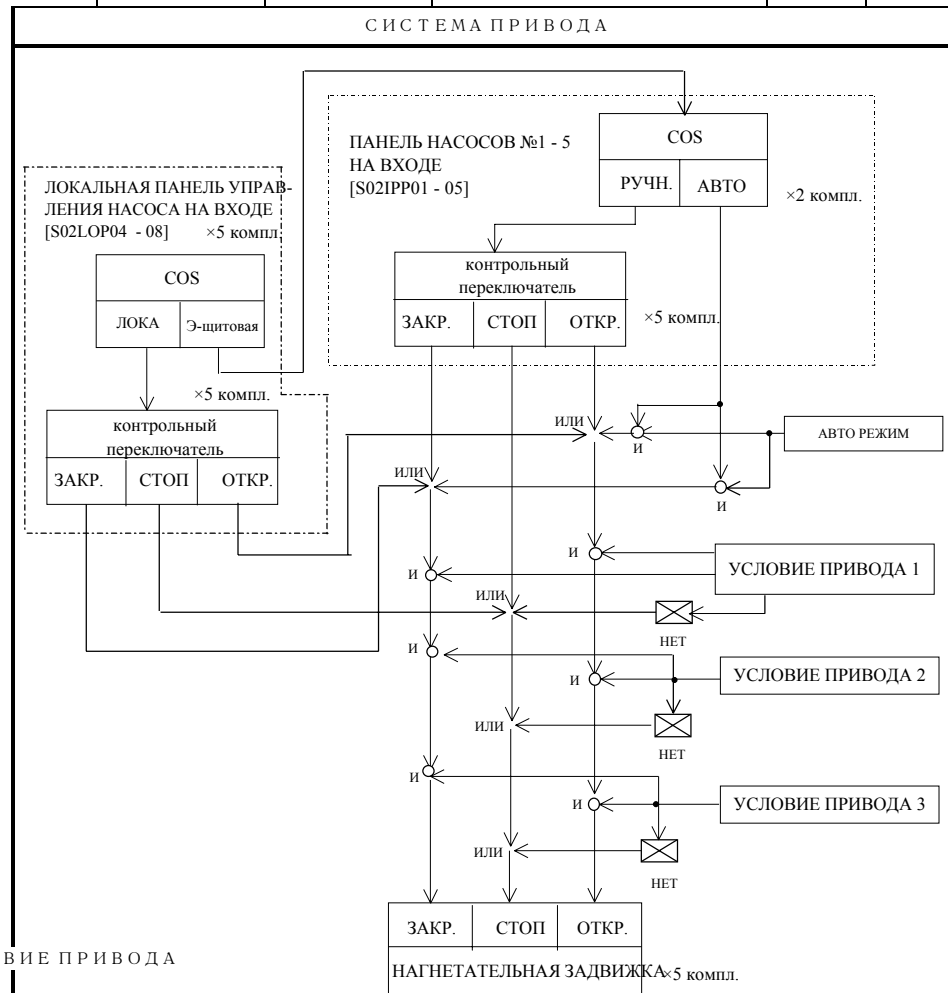 СИСТЕМА ПРИВОДА
ПАНЕЛЬ НАСОСОВ №1 - 5
НА ВХОДЕ
[S02IPP01 - 05]
COS
РУЧН.
АВТО
×2 компл.
ЛОКАЛЬНАЯ ПАНЕЛЬ УПРАВ-
ЛЕНИЯ НАСОСА НА ВХОДЕ
[S02LOP04 - 08]
×5 компл.
COS
ЛОКА
Э-щитовая
контрольный
переключатель
ЗАКР.
СТОП
ОТКР.
×5 компл.
×5 компл.
контрольный
переключатель
ЗАКР.
СТОП
ОТКР.
ИЛИ
И
АВТО РЕЖИМ
ИЛИ
И
И
УСЛОВИЕ ПРИВОДА 1
И
ИЛИ
НЕТ
И
И
УСЛОВИЕ ПРИВОДА 2
ИЛИ
НЕТ
И
И
УСЛОВИЕ ПРИВОДА 3
ИЛИ
НЕТ
ЗАКР.
СТОП
ОТКР.
НАГНЕТАТЕЛЬНАЯ ЗАДВИЖКА
×5 компл.
ВИЕ ПРИВОДА